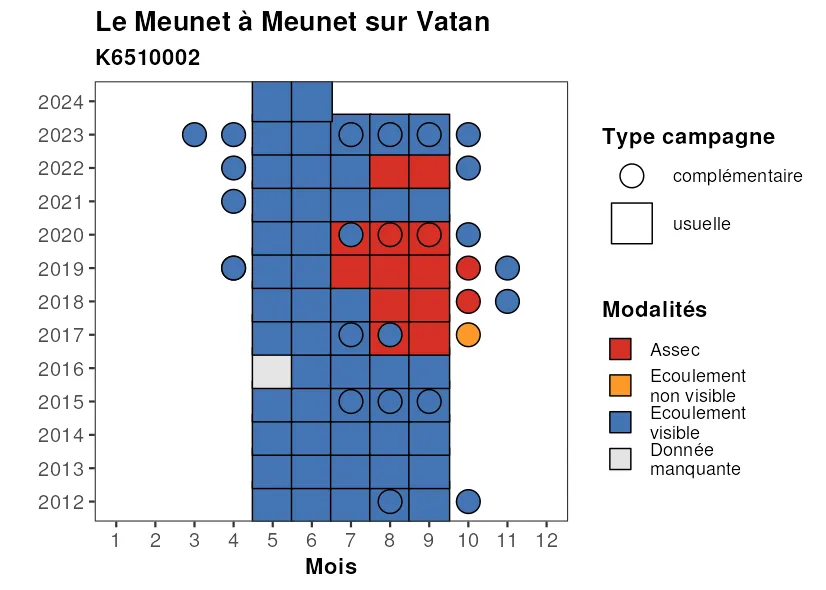 Le Meunet à Meunet sur Vatan
K6510002
2024
2023
2022
2021
2020
2019
2018
2017
2016
2015
2014
2013
2012
1 2 3 4 5 6 7 8 9 10 11 12
Mois
Type campagne
complémentaire
usuelle
Modalités
Assec
Ecoulement
non visible
Ecoulement
visible
Donnée
manquante